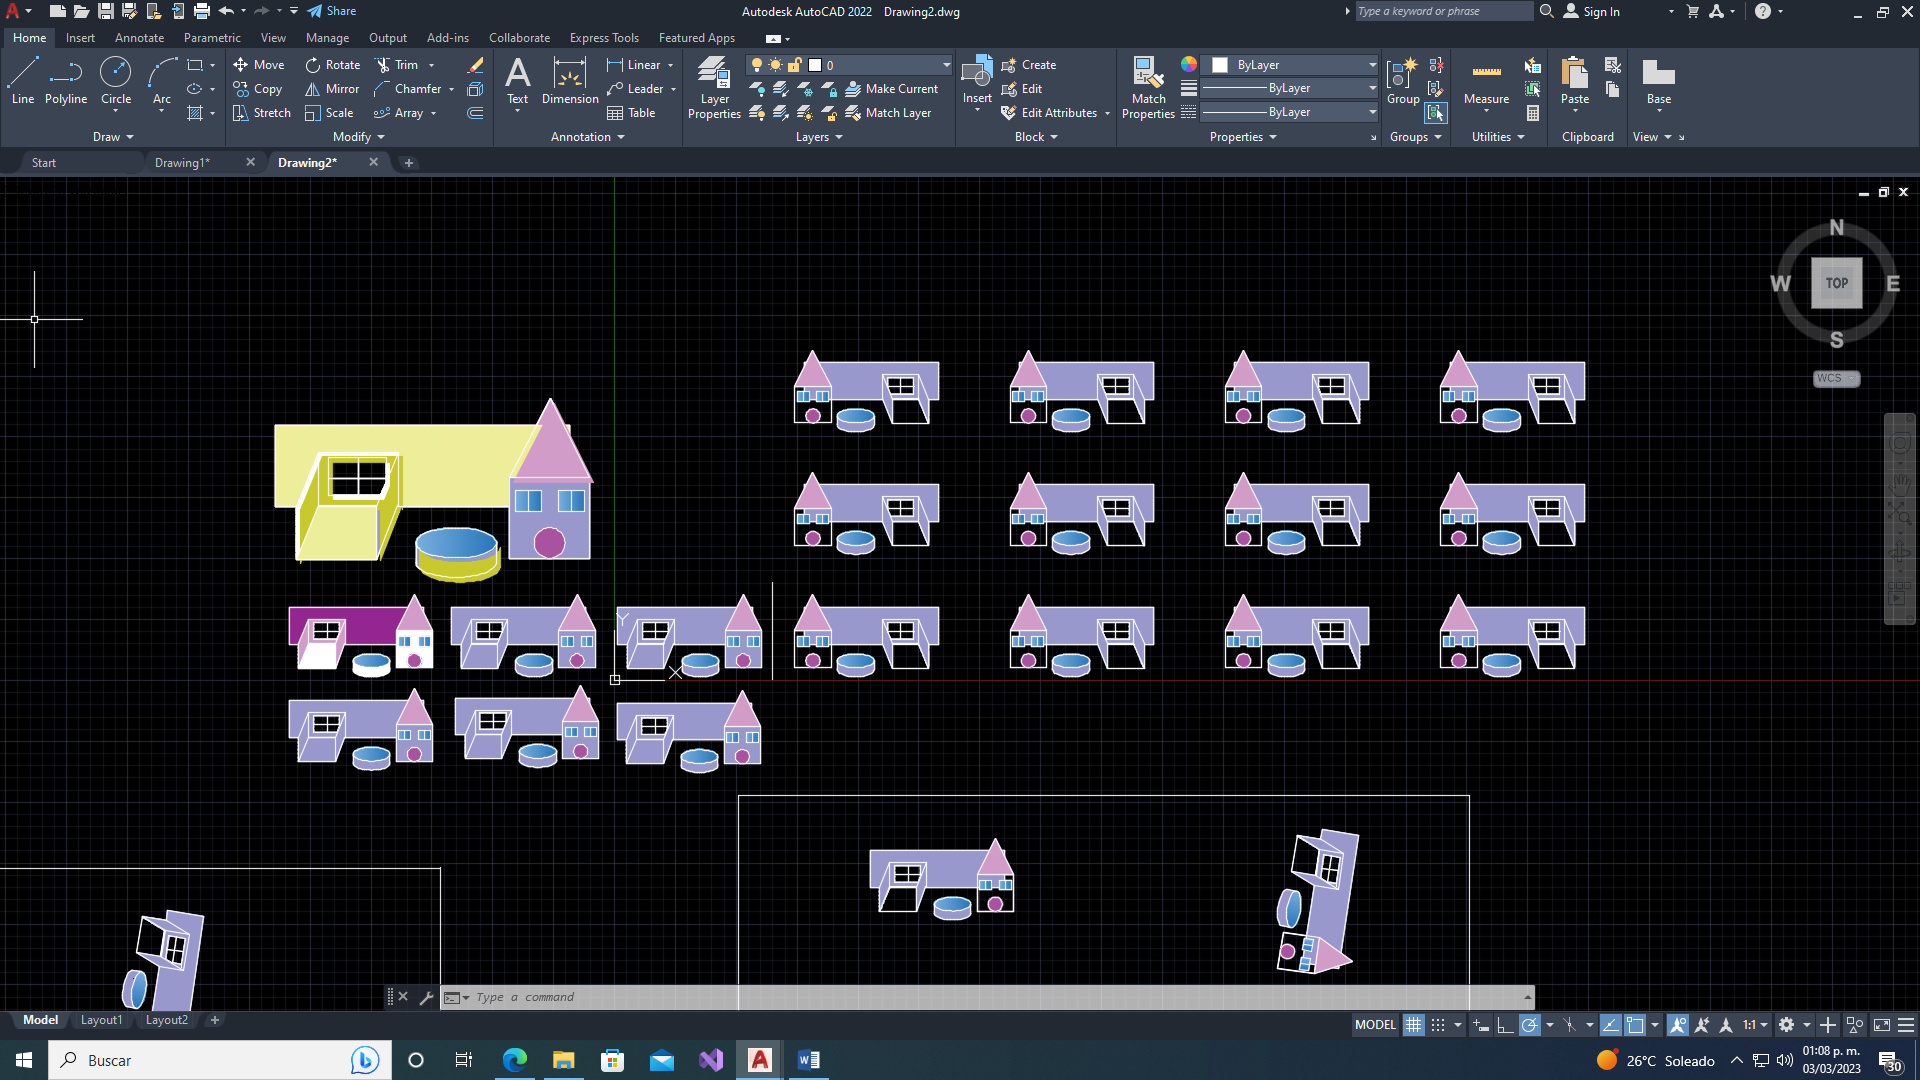 Share
Autodesk AutoCAD 2022 Drawing2.dwg
Type a keyword or phrase
Sign In
Home Insert Annotate Parametric View Manage Output Add-ins Collaborate Express Tools Featured Apps
Line Polyline Circle Arc
Move Rotate Trim
Copy Mirror Chamfer
Stretch Scale Array
Text Dimension
Linear
Leader
Table
Layer Properties
0
Make Current
Match Layer
Insert
Create
Edit
Edit Attributes
Match Properties
ByLayer
ByLayer
ByLayer
Group
Measure
Paste
Base
Draw Modify Annotation Layers Block Properties Groups Utilities Clipboard View
Start Drawing1* Drawing2*
N
W TOP E
S
WCS
Y
X
Type a command
Model Layout1 Layout2
MODEL 1:1
Buscar
26°C Soleado
01:08 p. m.
03/03/2023
30